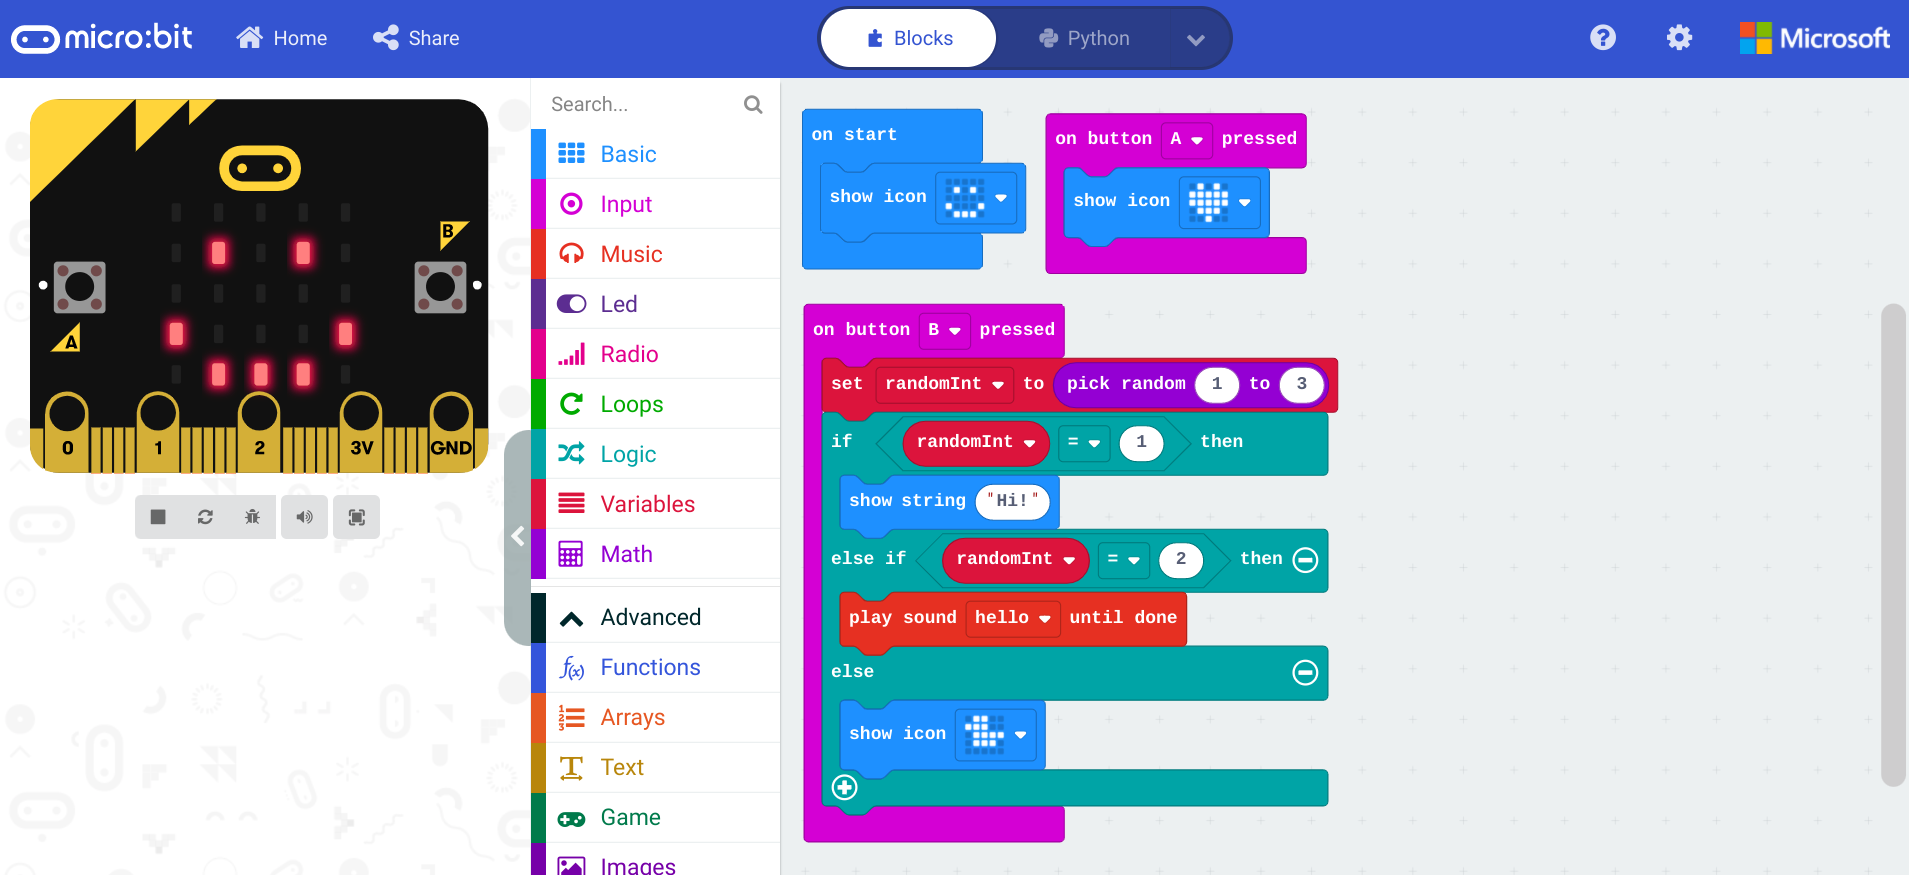 micro:bit
Home
Share
Blocks
Python
?
Microsoft
B
A
0 1 2 3V GND
Search...
Basic
Input
Music
Led
Radio
Loops
Logic
Variables
Math
Advanced
f(x) Functions
1 2 3 Arrays
T Text
Game
Images
on start
show icon
on button A pressed
show icon
on button B pressed
set randomInt to pick random 1 to 3
if randomInt = 1 then
show string "Hi!"
else if randomInt = 2 then
play sound hello until done
else
show icon